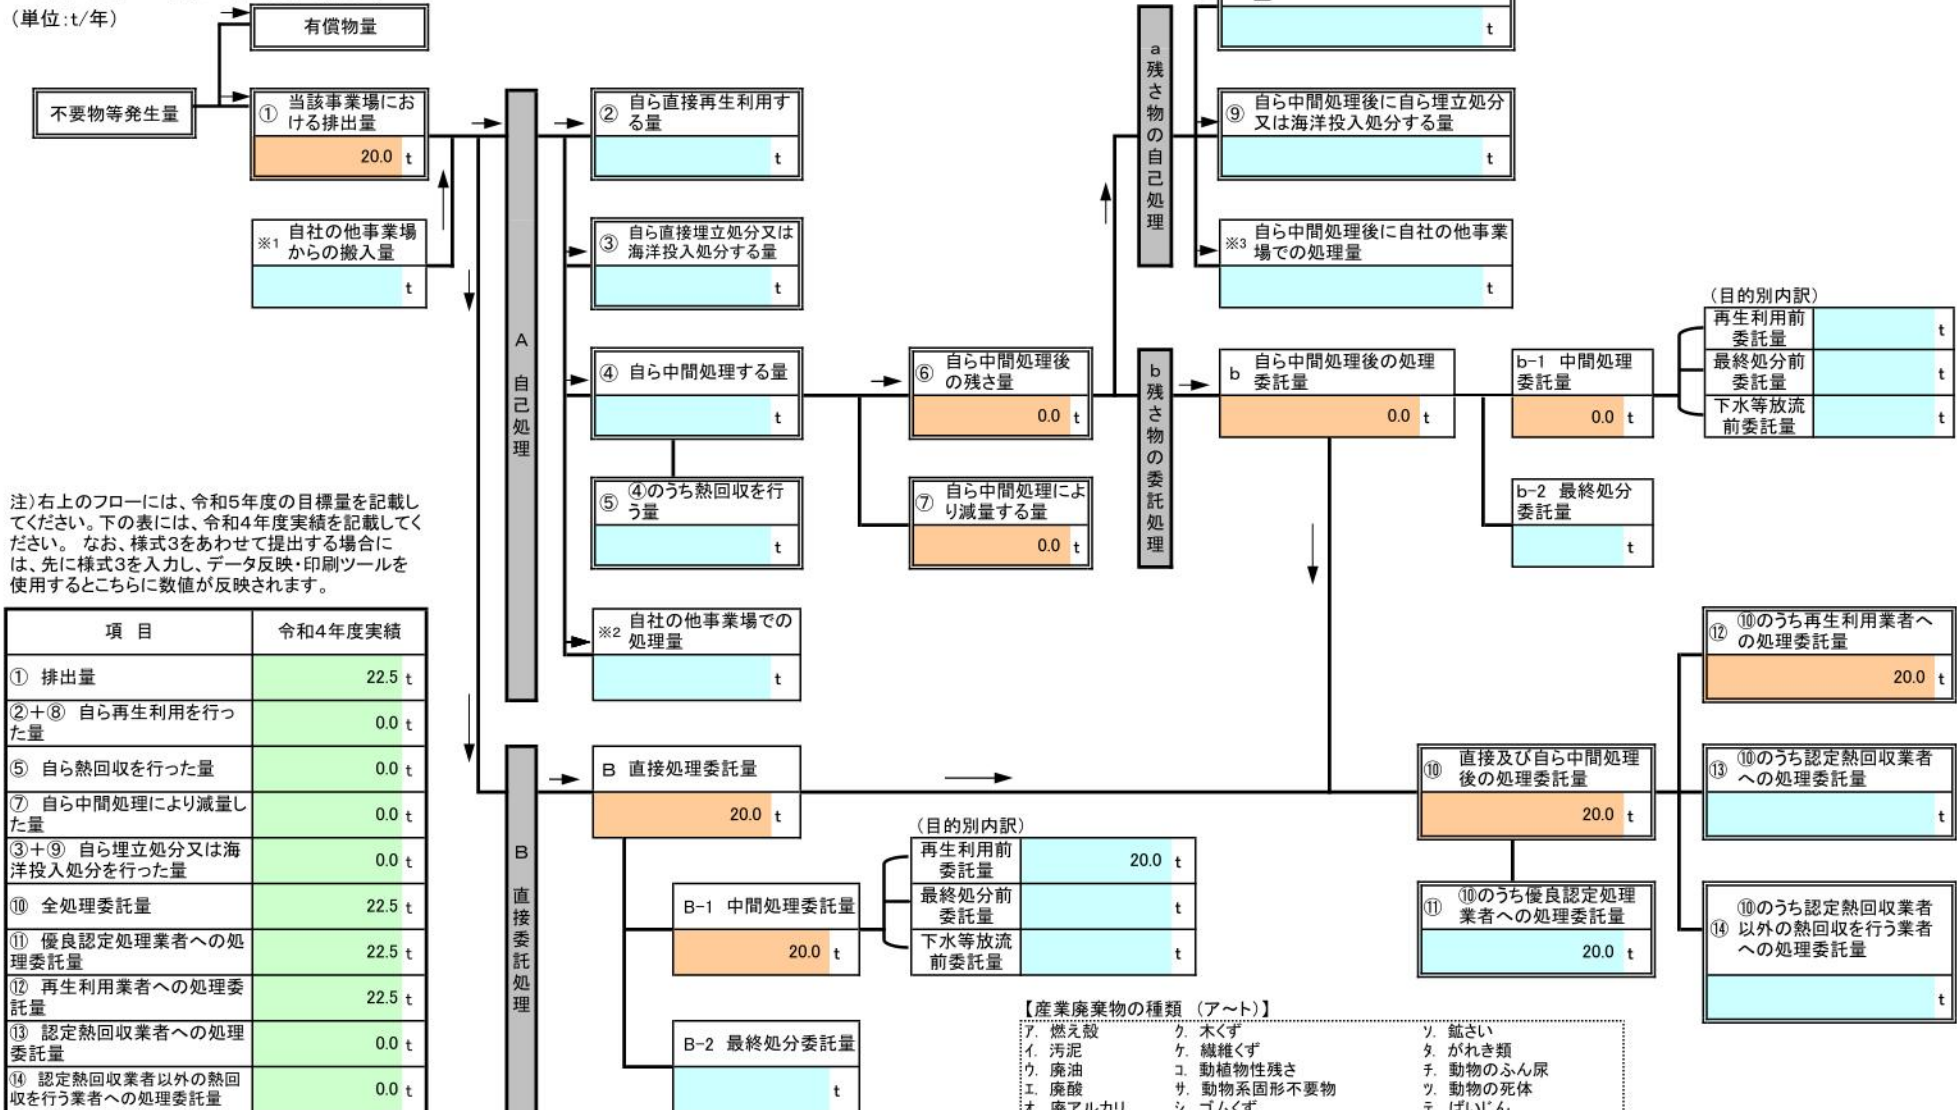 (単位:t/年)
有償物量
不要物等発生量
① 当該事業場にお
ける排出量
20.0 t
※1 自社の他事業場
からの搬入量
t
A 自己処理
② 自ら直接再生利用す
る量
t
③ 自ら直接埋立処分又は
海洋投入処分する量
t
④ 自ら中間処理する量
t
⑤ ④のうち熱回収を行
う量
t
※2 自社の他事業場での
処理量
t
⑥ 自ら中間処理後
の残さ量
0.0 t
⑦ 自ら中間処理によ
り減量する量
0.0 t
a 残さ物の自己処理
t
⑨ 自ら中間処理後に自ら埋立処分
又は海洋投入処分する量
t
※3 自ら中間処理後に自社の他事業
場での処理量
t
b 残さ物の委託処理
b 自ら中間処理後の処理
委託量
0.0 t
b-1 中間処理
委託量
0.0 t
b-2 最終処分
委託量
t
(目的別内訳)
再生利用前
委託量
t
最終処分前
委託量
t
下水等放流
前委託量
t
注)右上のフローには、令和5年度の目標量を記載し
てください。下の表には、令和4年度実績を記載してく
ださい。 なお、様式3をあわせて提出する場合に
は、先に様式3を入力し、データ反映・印刷ツールを
使用するとこちらに数値が反映されます。
項 目 令和4年度実績
① 排出量 22.5 t
②+⑧ 自ら再生利用を行っ
た量 0.0 t
⑤ 自ら熱回収を行った量 0.0 t
⑦ 自ら中間処理により減量し
た量 0.0 t
③+⑨ 自ら埋立処分又は海
洋投入処分を行った量 0.0 t
⑩ 全処理委託量 22.5 t
⑪ 優良認定処理業者への処
理委託量 22.5 t
⑫ 再生利用業者への処理委
託量 22.5 t
⑬ 認定熱回収業者への処理
委託量 0.0 t
⑭ 認定熱回収業者以外の熱回
収を行う業者への処理委託量 0.0 t
B 直接委託処理
B 直接処理委託量
20.0 t
B-1 中間処理委託量
20.0 t
B-2 最終処分委託量
t
(目的別内訳)
再生利用前
委託量
20.0 t
最終処分前
委託量
t
下水等放流
前委託量
t
⑩ 直接及び自ら中間処理
後の処理委託量
20.0 t
⑪ ⑩のうち優良認定処理
業者への処理委託量
20.0 t
⑫ ⑩のうち再生利用業者へ
の処理委託量
20.0 t
⑬ ⑩のうち認定熱回収業者
への処理委託量
t
⑭ ⑩のうち認定熱回収業者
以外の熱回収を行う業者
への処理委託量
t
【産業廃棄物の種類 (ア~ト)】
ア. 燃え殻 ク. 木くず ソ. 鉱さい
イ. 汚泥 ケ. 繊維くず タ. がれき類
ウ. 廃油 コ. 動植物性残さ チ. 動物のふん尿
エ. 廃酸 サ. 動物系固形不要物 ツ. 動物の死体
オ. 廃アルカリ シ. ゴムくず テ. ばいじん